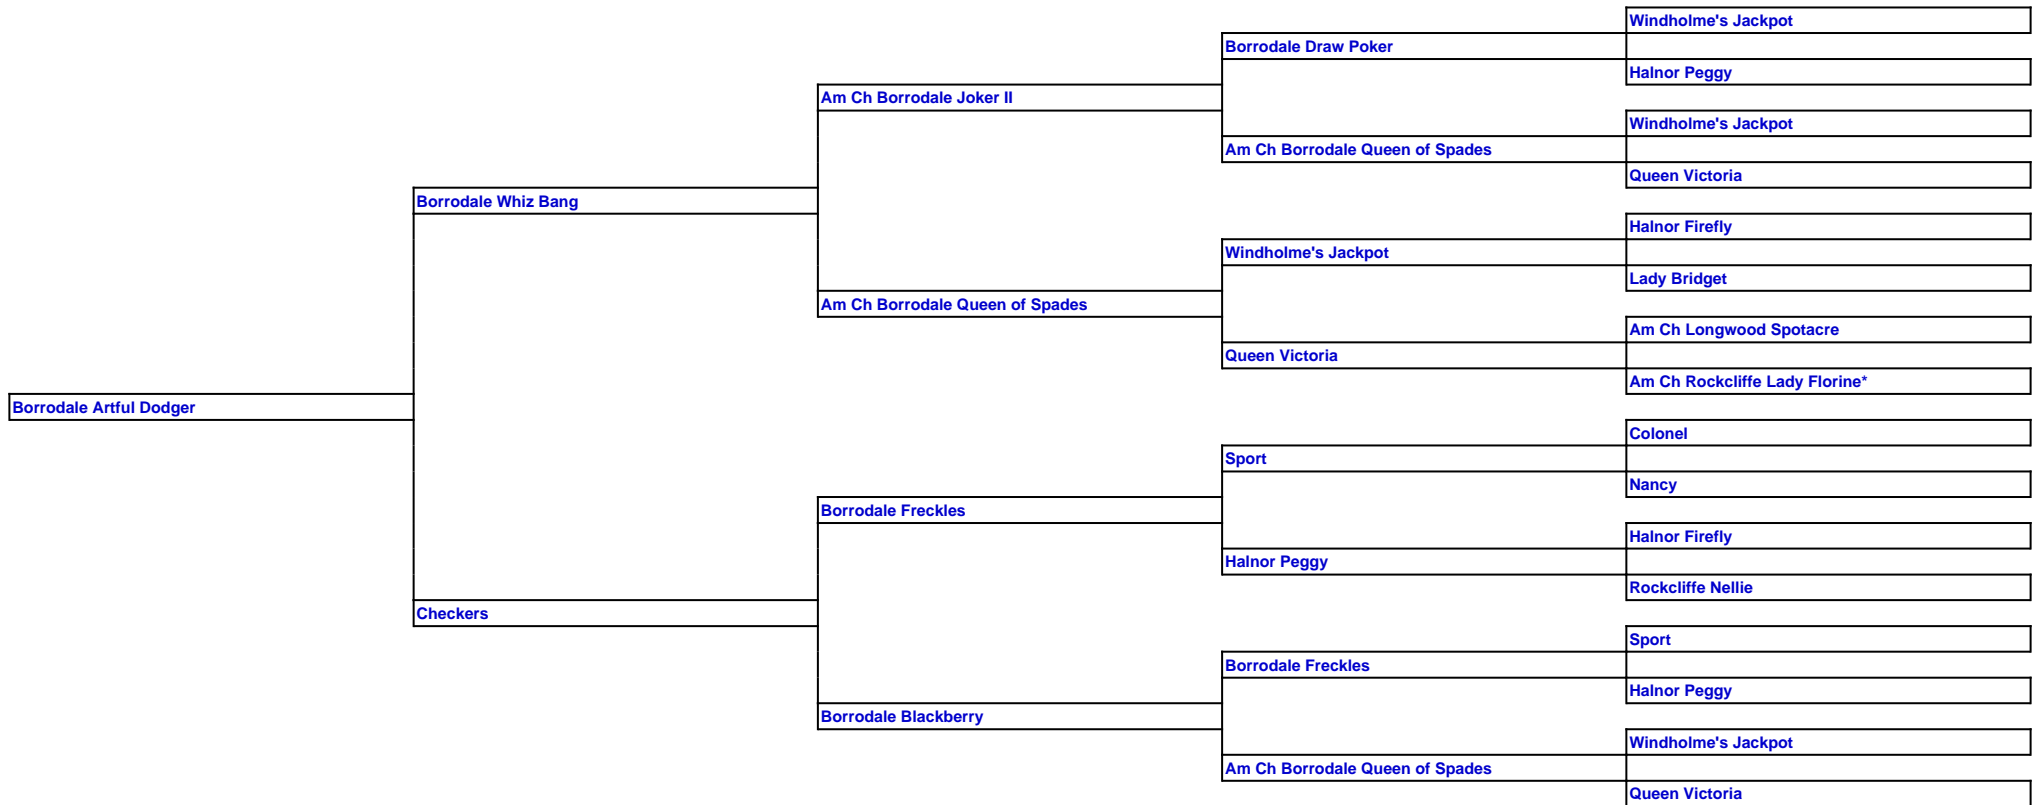 Windholme's Jackpot
Borrodale Draw Poker
Halnor Peggy
Am Ch Borrodale Joker II
Windholme's Jackpot
Am Ch Borrodale Queen of Spades
Queen Victoria
Borrodale Whiz Bang
Halnor Firefly
Windholme's Jackpot
Lady Bridget
Am Ch Borrodale Queen of Spades
Am Ch Longwood Spotacre
Queen Victoria
Am Ch Rockcliffe Lady Florine*
Borrodale Artful Dodger
Colonel
Sport
Nancy
Borrodale Freckles
Halnor Firefly
Halnor Peggy
Rockcliffe Nellie
Checkers
Sport
Borrodale Freckles
Halnor Peggy
Borrodale Blackberry
Windholme's Jackpot
Am Ch Borrodale Queen of Spades
Queen Victoria